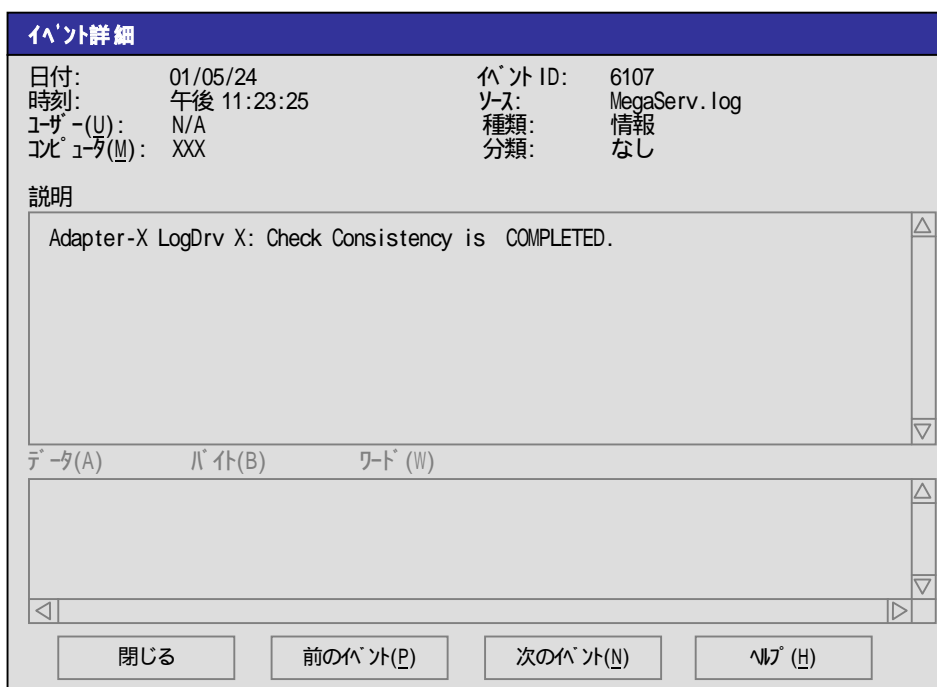 ｲﾍﾞﾝﾄ詳細
日付: 01/05/24 ｲﾍﾞﾝﾄ ID: 6107
時刻: 午後 11:23:25 ｿｰｽ: MegaServ.log
ﾕｰｻﾞｰ(U): N/A 種類: 情報
ｺﾝﾋﾟｭｰﾀ(M): XXX 分類: なし
説明
Adapter-X LogDrv X: Check Consistency is COMPLETED.
ﾃﾞｰﾀ(A) ﾊﾞｲﾄ(B) ﾜｰﾄﾞ(W)
閉じる 前のｲﾍﾞﾝﾄ(P) 次のｲﾍﾞﾝﾄ(N) ﾍﾙﾌﾟ(H)